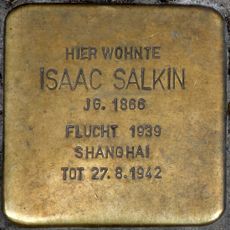 HIER WOHNTE
ISAAC SALKIN
JG. 1866
FLUCHT 1939
SHANGHAI
TOT 27.8.1942